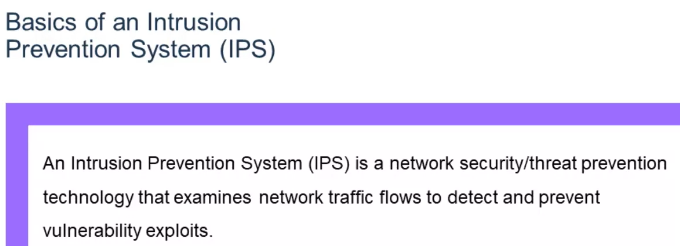 Basics of an Intrusion
Prevention System (IPS)
An Intrusion Prevention System (IPS) is a network security/threat prevention
technology that examines network traffic flows to detect and prevent
vulnerability exploits.